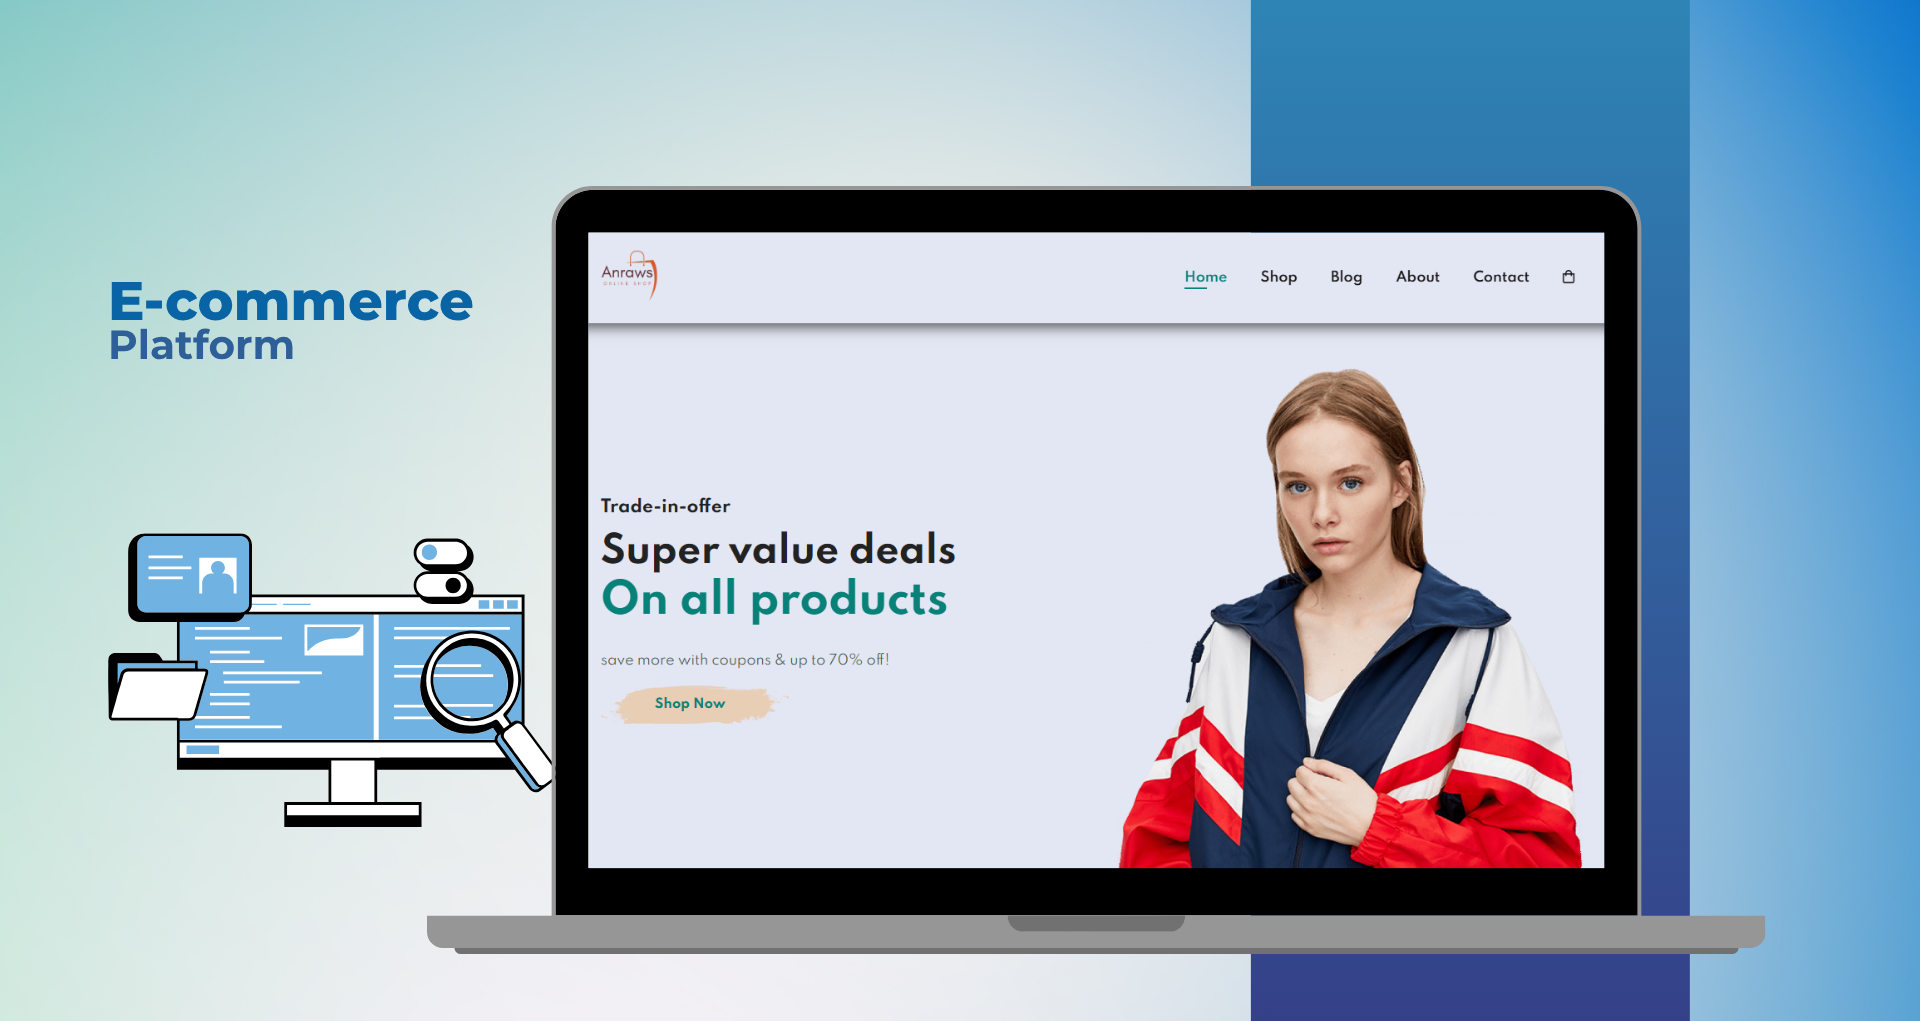 E-commerce
Platform
Anraws
ONLINE SHOP
Home Shop Blog About Contact
Trade-in-offer
Super value deals
On all products
save more with coupons & up to 70% off!
Shop Now